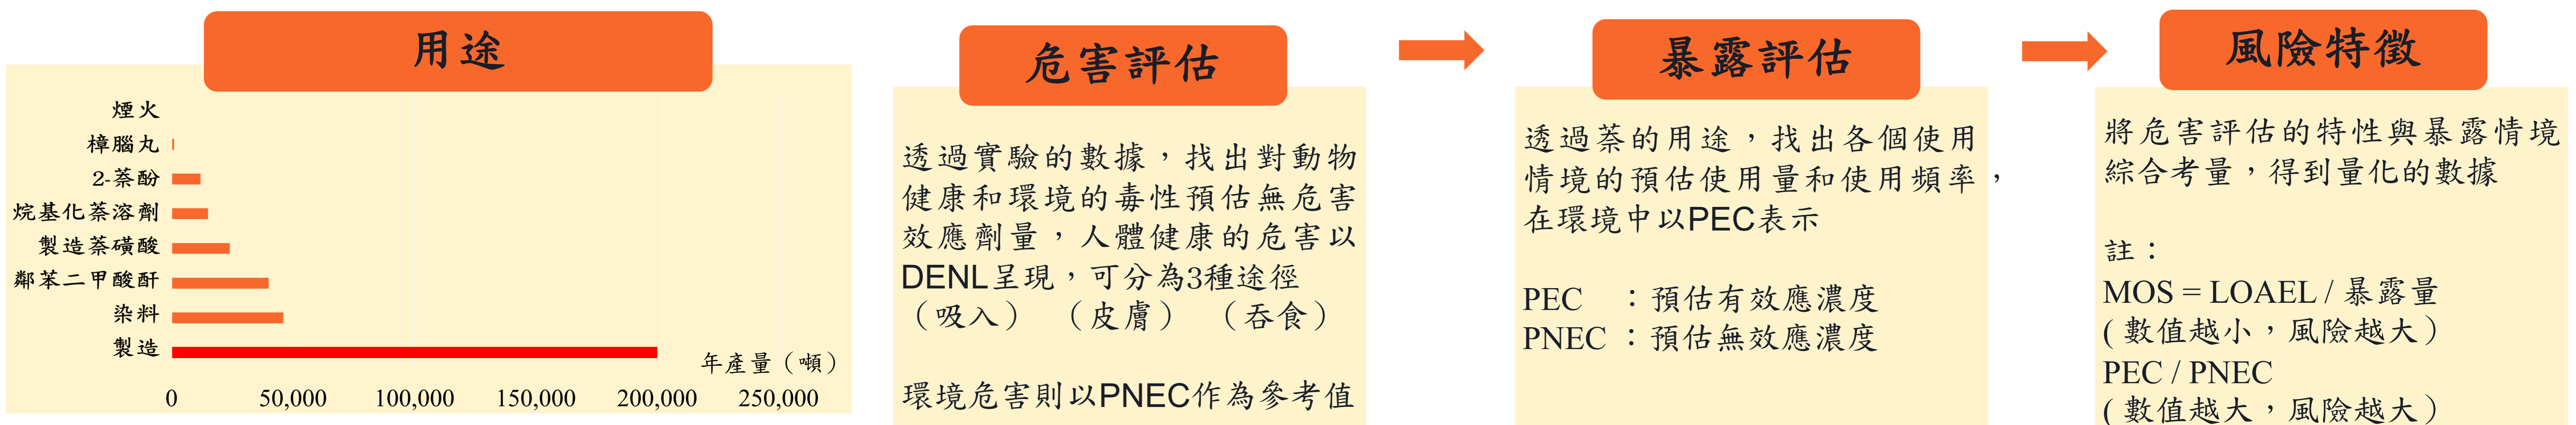 用途
煙火
樟腦丸
2-萘酚
烷基化萘溶劑
製造萘磺酸
鄰苯二甲酸酐
染料
製造
年產量（噸）
0 50,000 100,000 150,000 200,000 250,000
危害評估
透過實驗的數據，找出對動物
健康和環境的毒性預估無危害
效應劑量，人體健康的危害以
DENL呈現，可分為3種途徑
（吸入） （皮膚） （吞食）
環境危害則以PNEC作為參考值
暴露評估
透過萘的用途，找出各個使用
情境的預估使用量和使用頻率，
在環境中以PEC表示
PEC ：預估有效應濃度
PNEC ：預估無效應濃度
風險特徵
將危害評估的特性與暴露情境
綜合考量，得到量化的數據
註：
MOS = LOAEL / 暴露量
( 數值越小，風險越大）
PEC / PNEC
( 數值越大，風險越大）